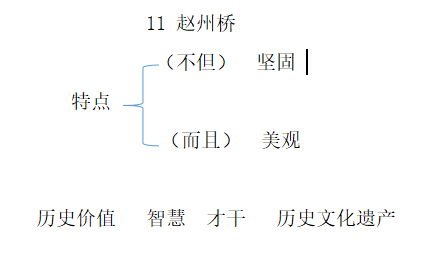 11 赵州桥
（不但） 坚固
特点
（而且） 美观
历史价值 智慧 才干 历史文化遗产